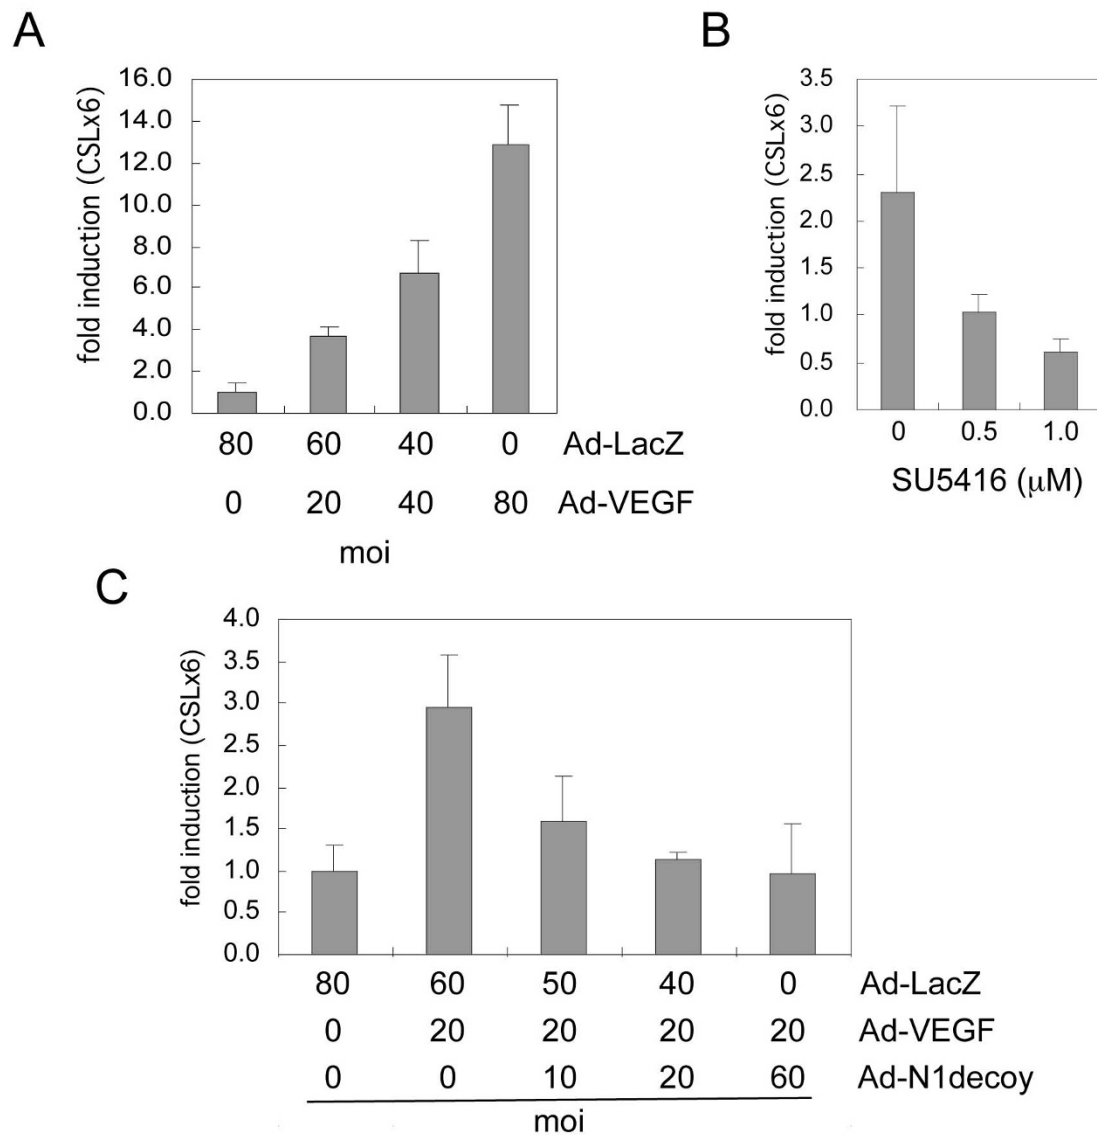 A
fold induction (CSLx6)
16.0
14.0
12.0
10.0
8.0
6.0
4.0
2.0
0.0
80 60 40 0 Ad-LacZ
0 20 40 80 Ad-VEGF
moi
B
fold induction (CSLx6)
3.5
3.0
2.5
2.0
1.5
1.0
0.5
0.0
0 0.5 1.0
SU5416 (μM)
C
fold induction (CSLx6)
4.0
3.5
3.0
2.5
2.0
1.5
1.0
0.5
0.0
80 60 50 40 0 Ad-LacZ
0 20 20 20 20 Ad-VEGF
0 0 10 20 60 Ad-N1decoy
moi